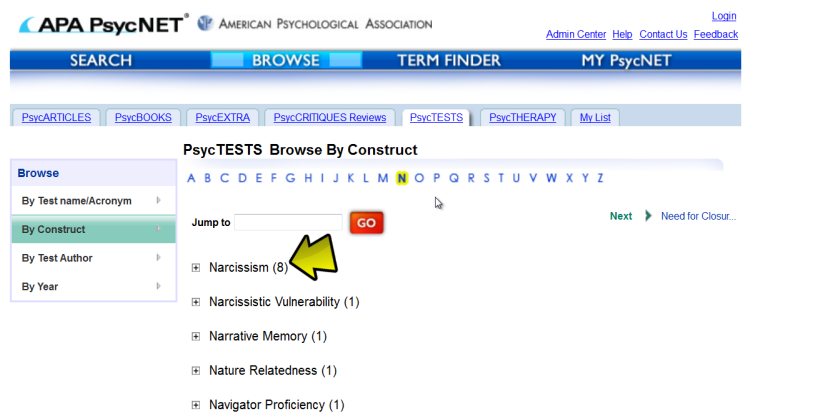 APA PsycNET® AMERICAN PSYCHOLOGICAL ASSOCIATION
Login
Admin Center Help Contact Us Feedback
SEARCH BROWSE TERM FINDER MY PsycNET
PsycARTICLES PsycBOOKS PsycEXTRA PsycCRITIQUES Reviews PsycTESTS PsycTHERAPY My List
PsycTESTS Browse By Construct
Browse
A B C D E F G H I J K L M N O P Q R S T U V W X Y Z
By Test name/Acronym
Jump to GO Next Need for Closur...
By Construct
By Test Author
By Year
Narcissism (8)
Narcissistic Vulnerability (1)
Narrative Memory (1)
Nature Relatedness (1)
Navigator Proficiency (1)